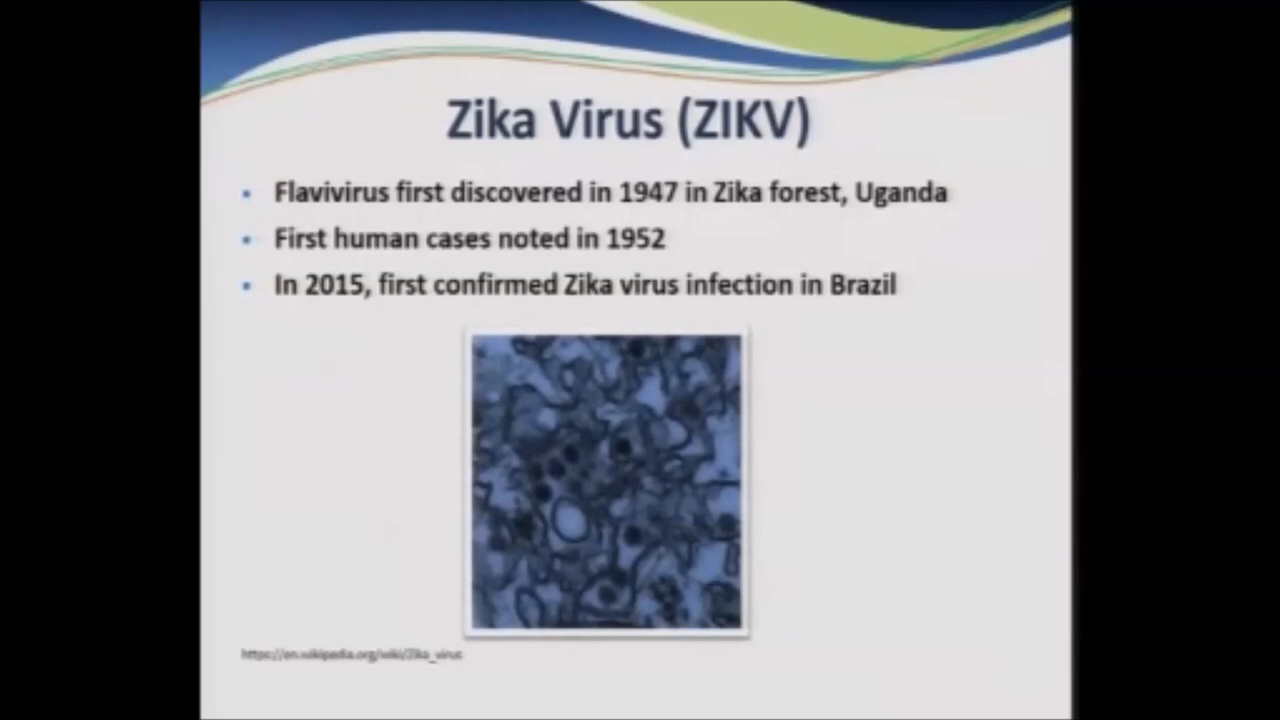 Zika Virus (ZIKV)
• Flavivirus first discovered in 1947 in Zika forest, Uganda
• First human cases noted in 1952
• In 2015, first confirmed Zika virus infection in Brazil
https://en.wikipedia.org/wiki/Zika_virus